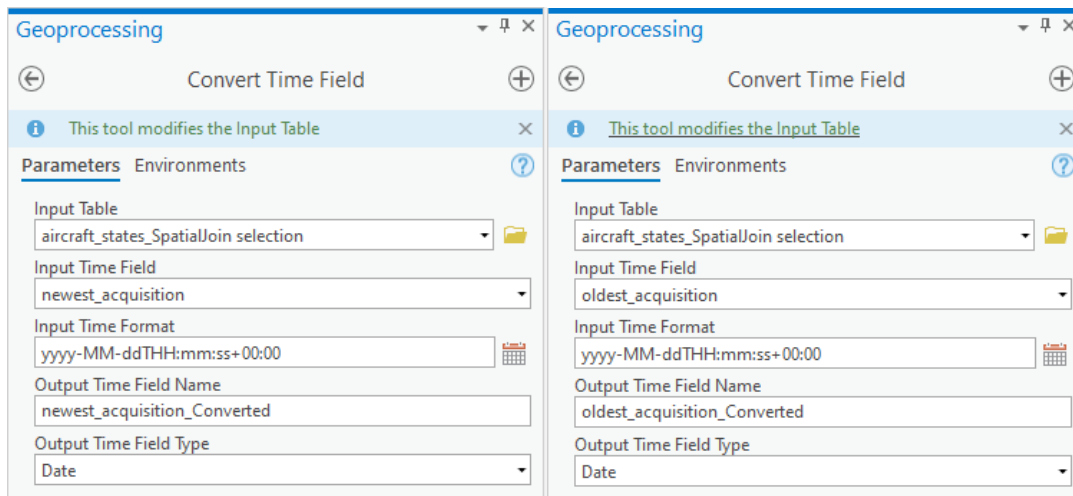 Geoprocessing
Convert Time Field
This tool modifies the Input Table
Parameters Environments
Input Table
aircraft_states_SpatialJoin selection
Input Time Field
newest_acquisition
Input Time Format
yyyy-MM-ddTHH:mm:ss+00:00
Output Time Field Name
newest_acquisition_Converted
Output Time Field Type
Date
Geoprocessing
Convert Time Field
This tool modifies the Input Table
Parameters Environments
Input Table
aircraft_states_SpatialJoin selection
Input Time Field
oldest_acquisition
Input Time Format
yyyy-MM-ddTHH:mm:ss+00:00
Output Time Field Name
oldest_acquisition_Converted
Output Time Field Type
Date